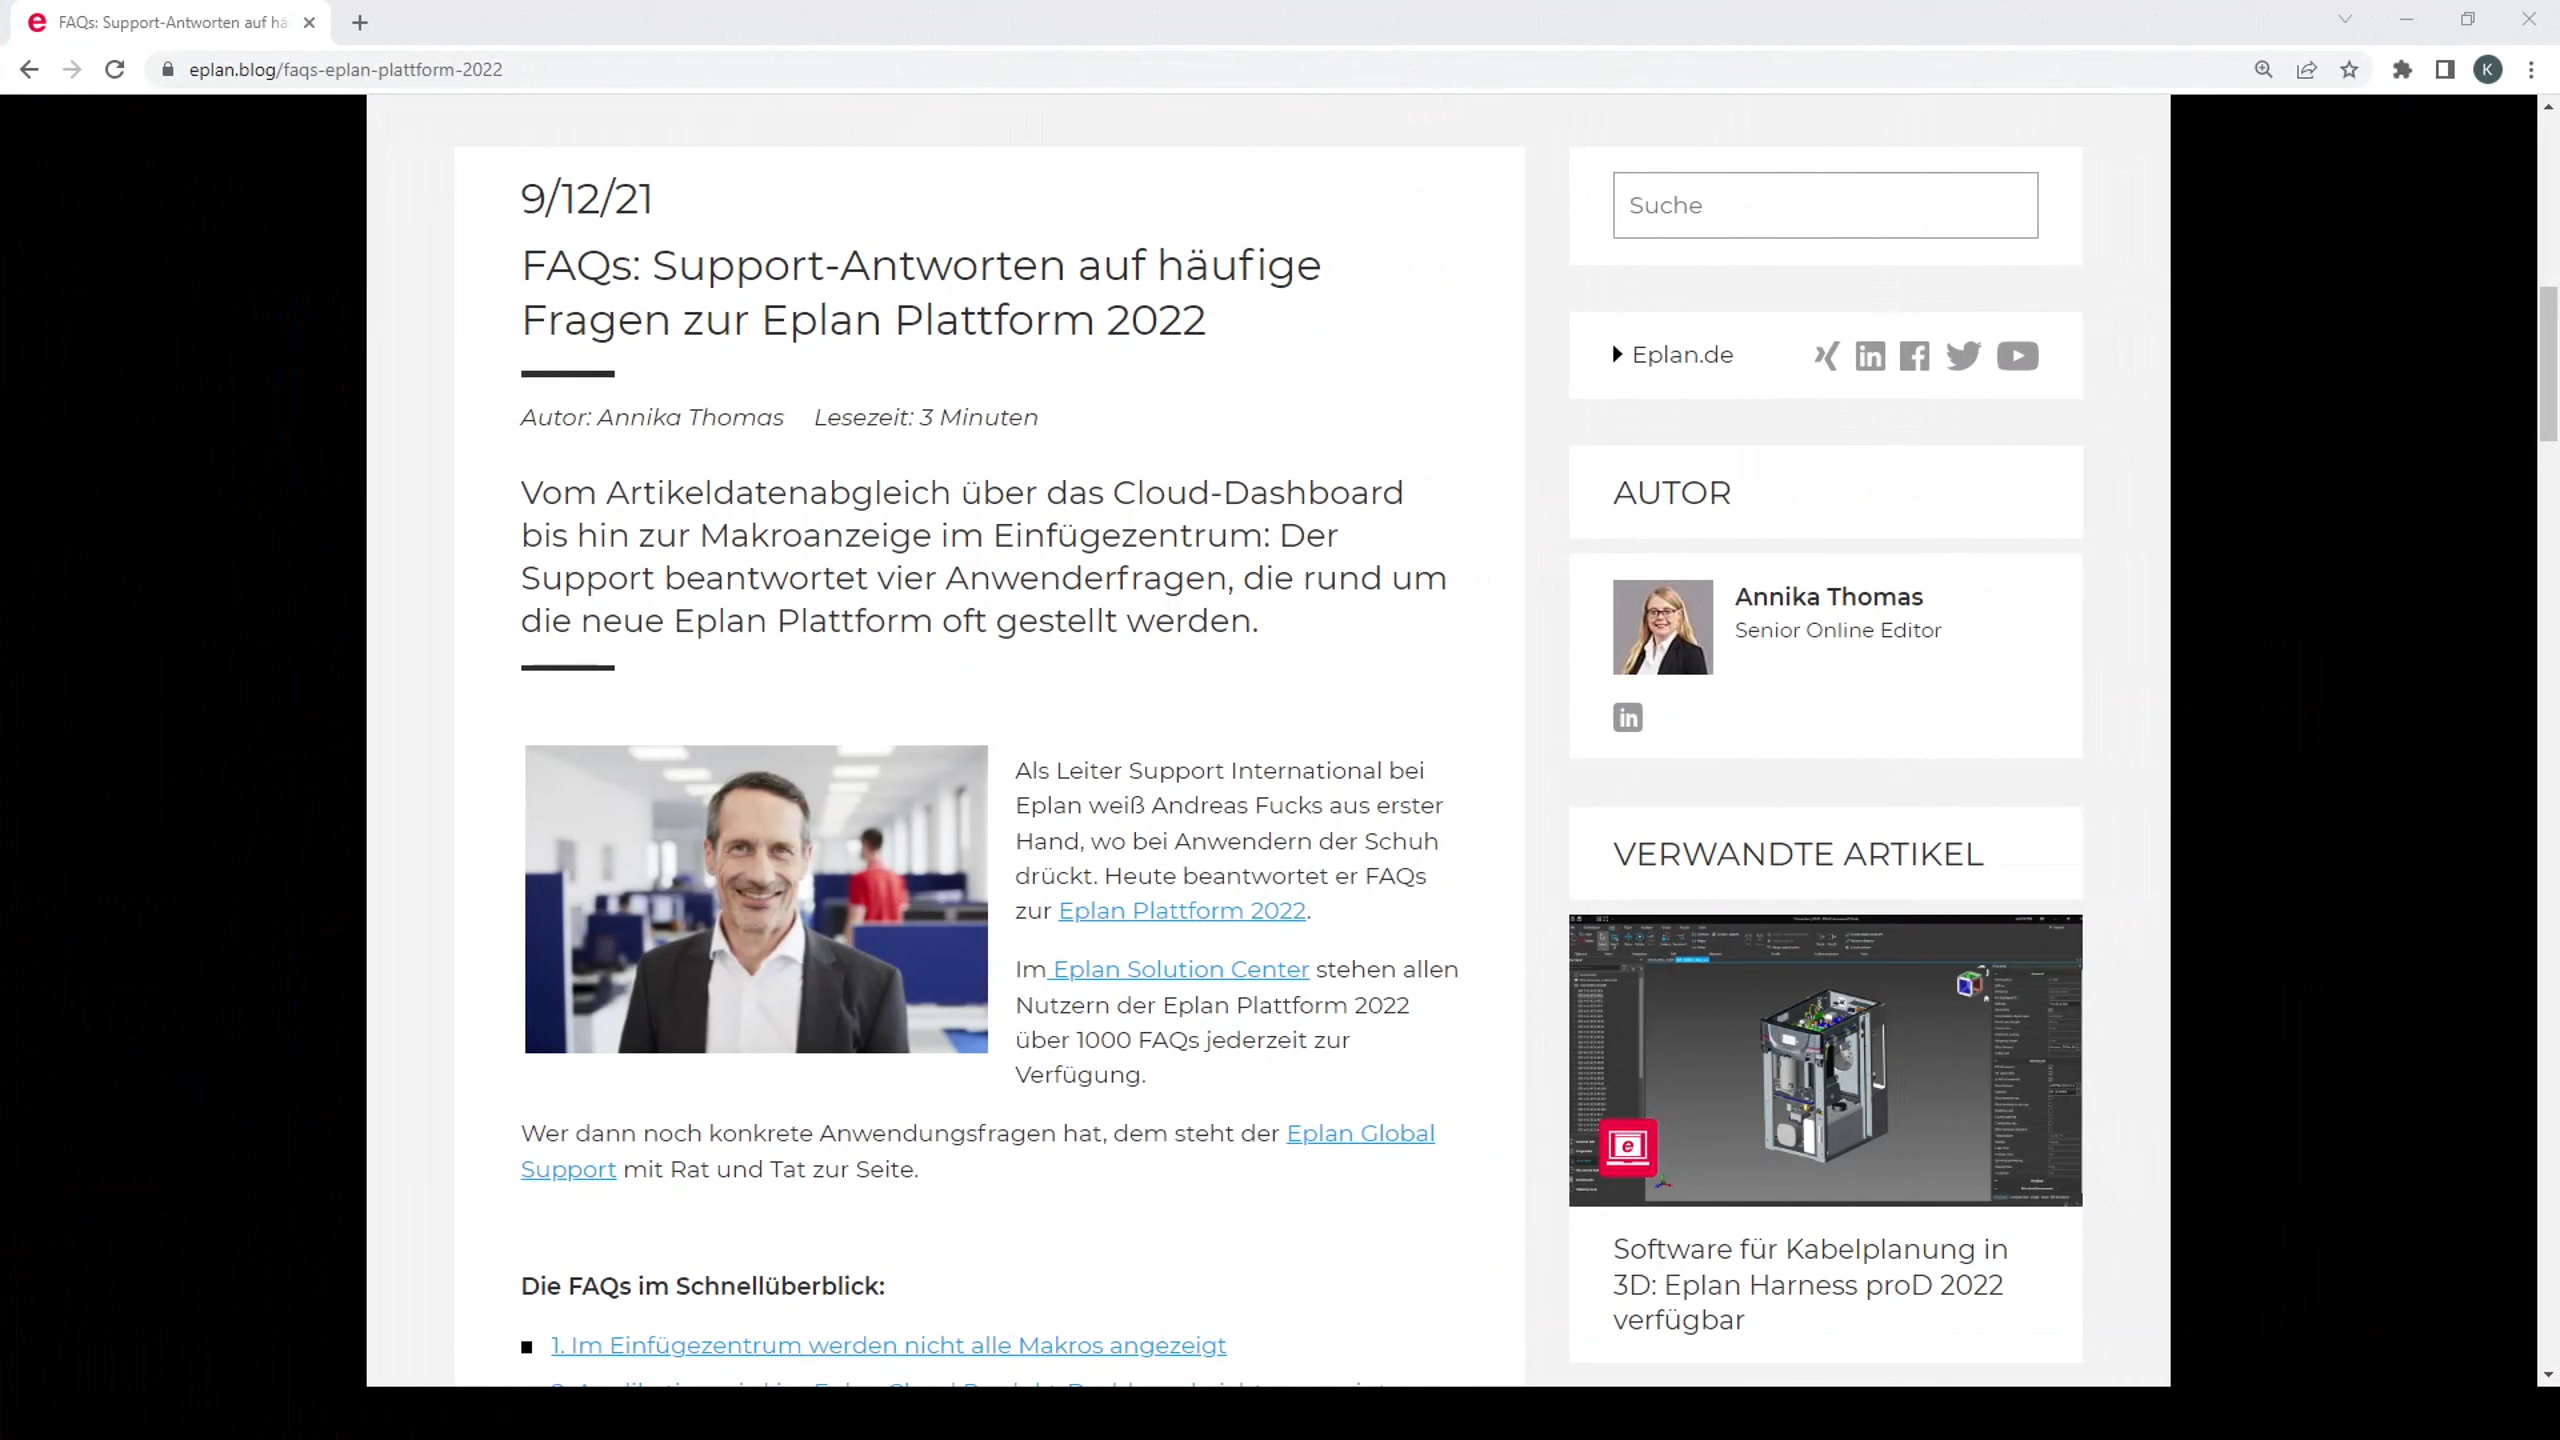 FAQs: Support-Antworten auf hä
eplan.blog/faqs-eplan-plattform-2022
K
9/12/21
FAQs: Support-Antworten auf häufige
Fragen zur Eplan Plattform 2022
Autor: Annika Thomas Lesezeit: 3 Minuten
Vom Artikeldatenabgleich über das Cloud-Dashboard
bis hin zur Makroanzeige im Einfügezentrum: Der
Support beantwortet vier Anwenderfragen, die rund um
die neue Eplan Plattform oft gestellt werden.
Als Leiter Support International bei
Eplan weiß Andreas Fucks aus erster
Hand, wo bei Anwendern der Schuh
drückt. Heute beantwortet er FAQs
zur Eplan Plattform 2022.
Im Eplan Solution Center stehen allen
Nutzern der Eplan Plattform 2022
über 1000 FAQs jederzeit zur
Verfügung.
Wer dann noch konkrete Anwendungsfragen hat, dem steht der Eplan Global
Support mit Rat und Tat zur Seite.
Die FAQs im Schnellüberblick:
1. Im Einfügezentrum werden nicht alle Makros angezeigt
Suche
Eplan.de
AUTOR
Annika Thomas
Senior Online Editor
in
VERWANDTE ARTIKEL
e
Software für Kabelplanung in
3D: Eplan Harness proD 2022
verfügbar